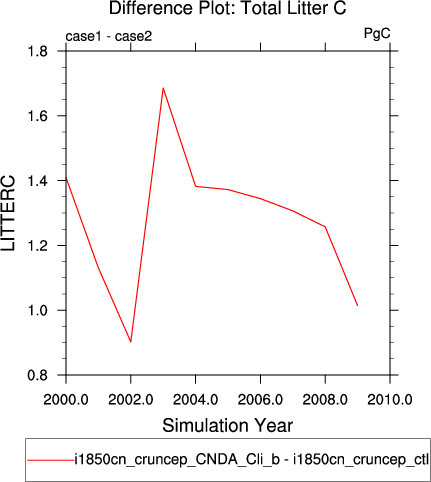 Difference Plot: Total Litter C
case1 - case2 PgC
1.8
1.6
1.4
1.2
1.0
0.8
LITTERC
2000.0 2002.0 2004.0 2006.0 2008.0 2010.0
Simulation Year
i1850cn_cruncep_CNDA_Cli_b - i1850cn_cruncep_ctl